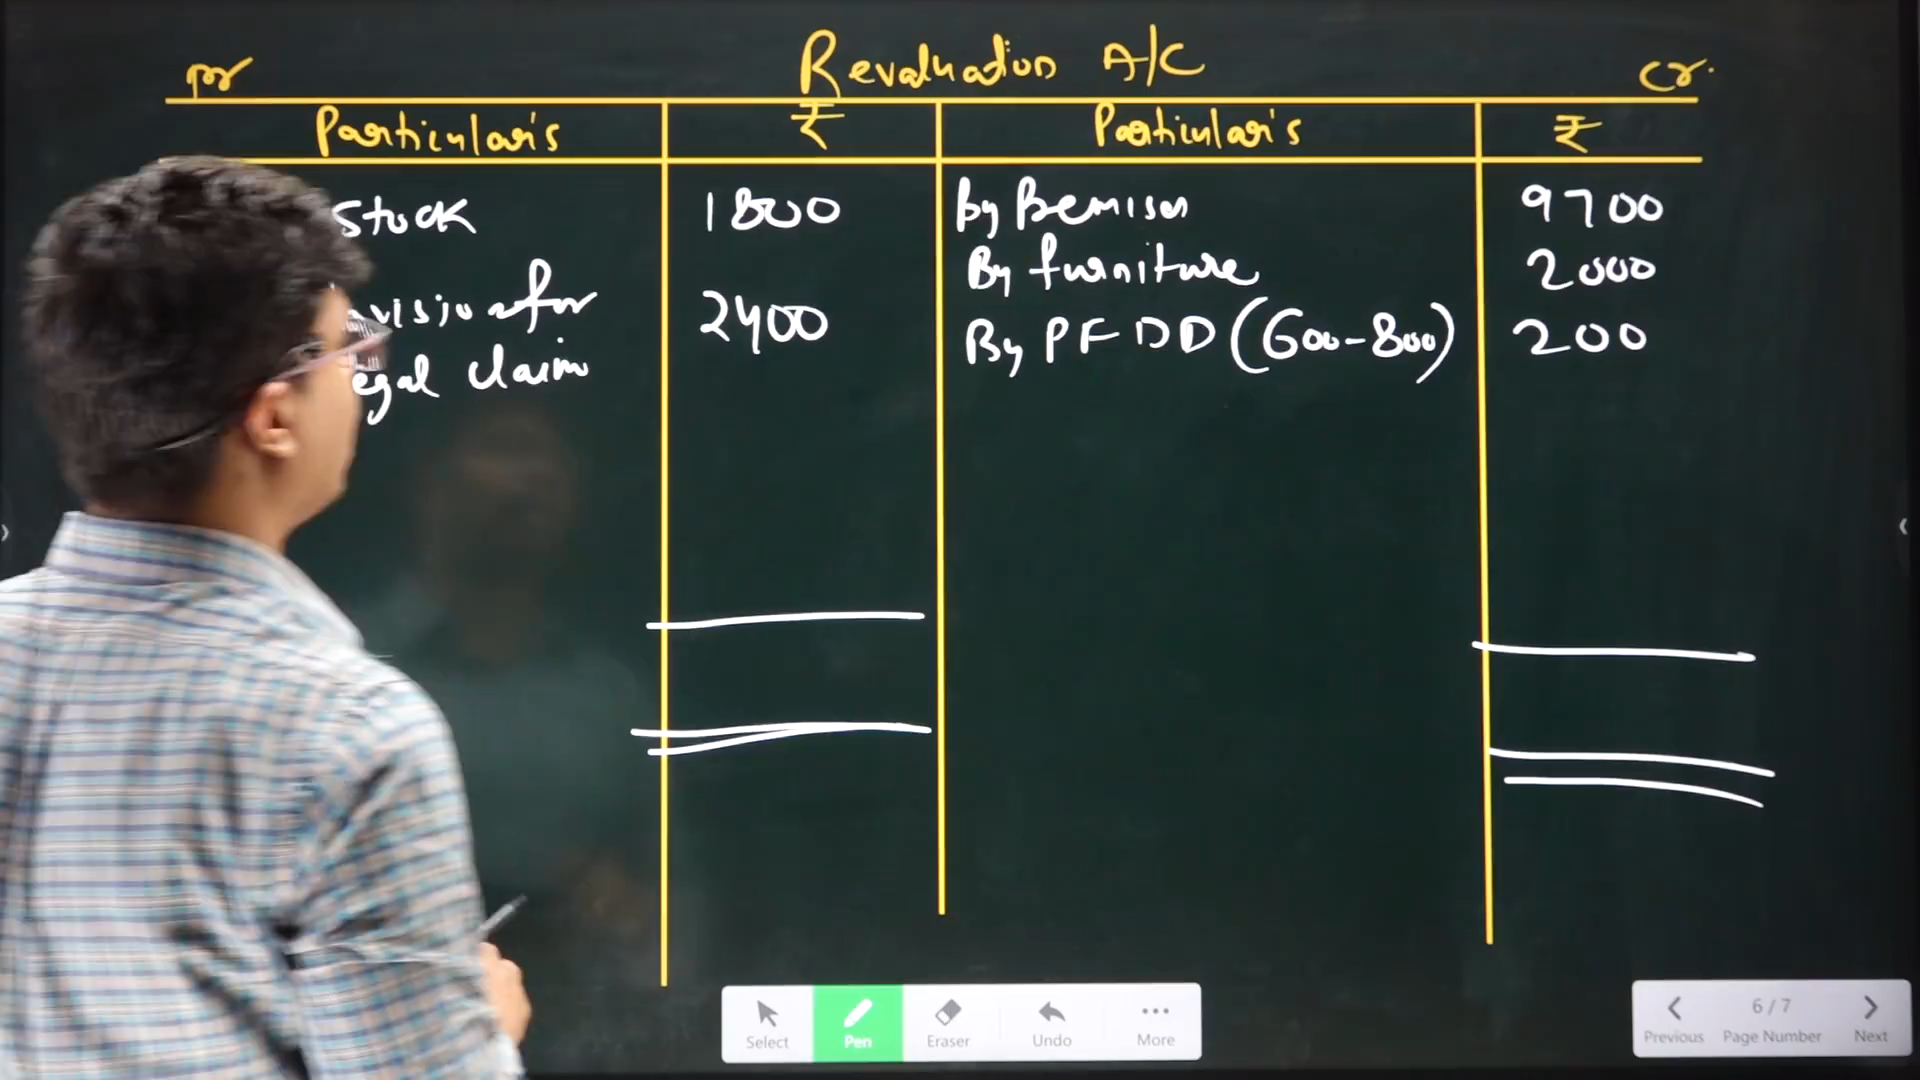 Revaluation A/C
Dr
Cr.
Particular's ₹ Particular's ₹
Stock 1800 By Premises 9700
By furniture 2000
for 2400 By PFDD (600-800) 200
claim
Select Pen Eraser Undo More
6 / 7
Previous Page Number Next